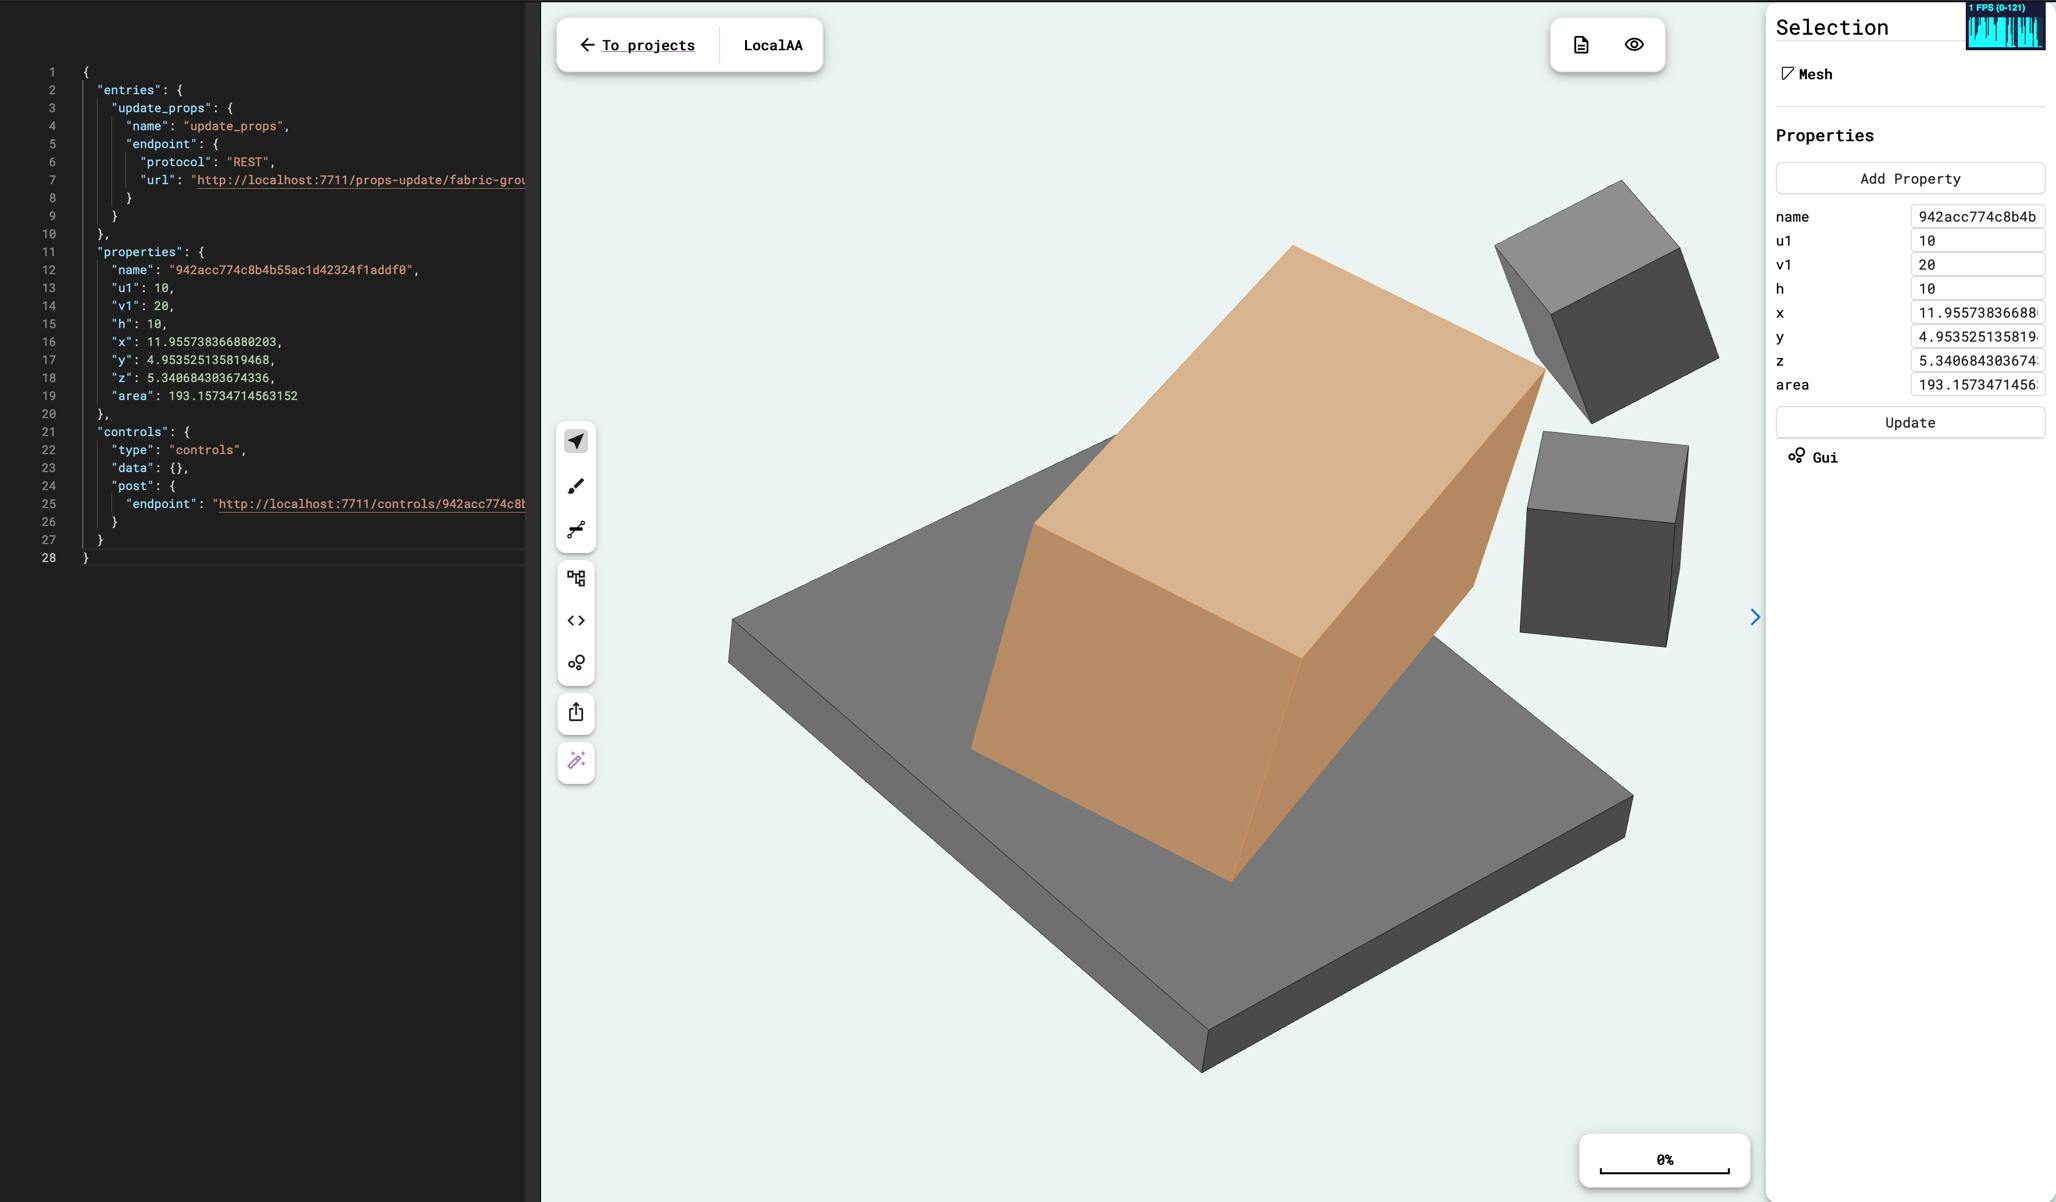 1 {
2 "entries": {
3 "update_props": {
4 "name": "update_props",
5 "endpoint": {
6 "protocol": "REST",
7 "url": "http://localhost:7711/props-update/fabric-grou
8 }
9 }
10 },
11 "properties": {
12 "name": "942acc774c8b4b55ac1d42324f1addf0",
13 "u1": 10,
14 "v1": 20,
15 "h": 10,
16 "x": 11.955738366880203,
17 "y": 4.953525135819468,
18 "z": 5.340684303674336,
19 "area": 193.15734714563152
20 },
21 "controls": {
22 "type": "controls",
23 "data": {},
24 "post": {
25 "endpoint": "http://localhost:7711/controls/942acc774c8b
26 }
27 }
28 }
To projects
LocalAA
0%
Selection
1 FPS (0-121)
Mesh
Properties
Add Property
name 942acc774c8b4b
u1 10
v1 20
h 10
x 11.95573836688
y 4.953525135819
z 5.340684303674
area 193.15734714563
Update
Gui